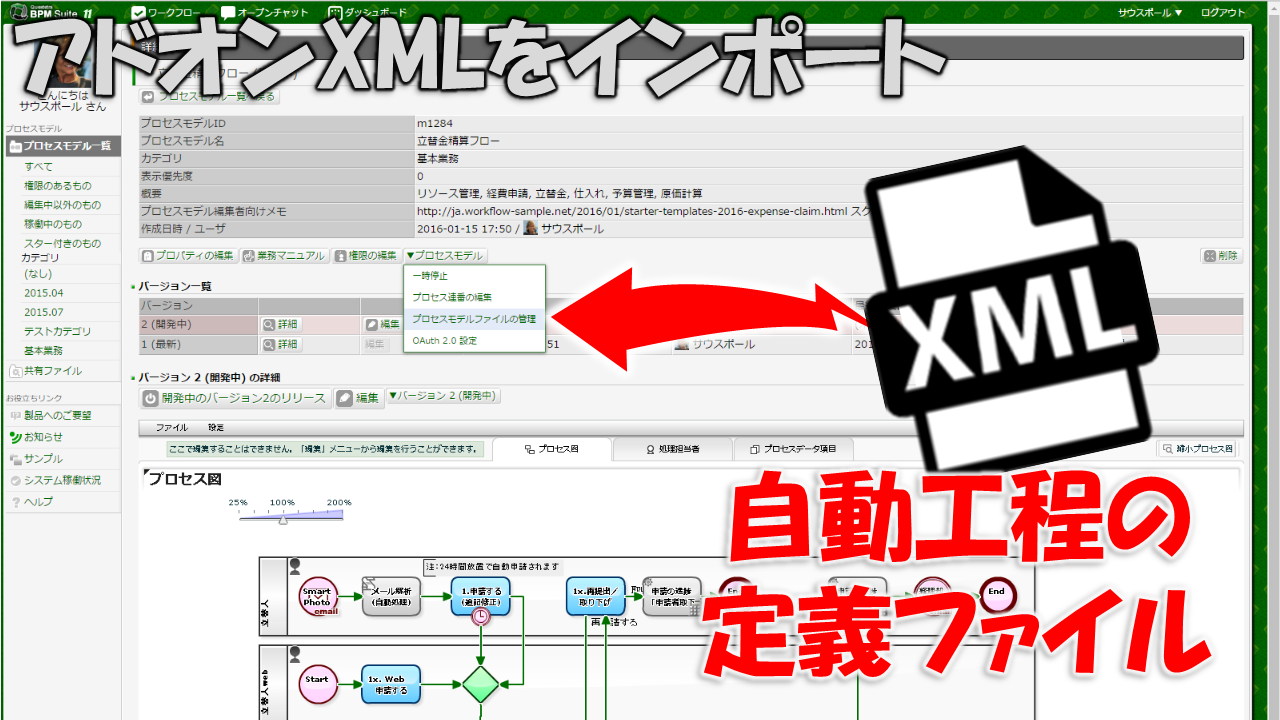 Questetra
BPM Suite 11
ワークフロー
オープンチャット
ダッシュボード
サウスポール ▼
ログアウト
アドオンXMLをインポート
こんにちは
サウスポール さん
プロセスモデル一覧へ戻る
プロセスモデル
プロセスモデル一覧
すべて
権限のあるもの
編集中以外のもの
稼働中のもの
スター付きのもの
カテゴリ
(なし)
2015.04
2015.07
テストカテゴリ
基本業務
共有ファイル
お役立ちリンク
製品へのご要望
お知らせ
サンプル
システム稼働状況
ヘルプ
プロセスモデルID m1284
プロセスモデル名 立替金精算フロー
カテゴリ 基本業務
表示優先度 0
概要 リソース管理, 経費申請, 立替金, 仕入れ, 予算管理, 原価計算
プロセスモデル編集者向けメモ http://ja.workflow-sample.net/2016/01/starter-templates-2016-expense-claim.html
作成日時 / ユーザ 2016-01-15 17:50 / サウスポール
プロパティの編集 業務マニュアル 権限の編集 ▼プロセスモデル 削除
一時停止
プロセス連番の編集
プロセスモデルファイルの管理
OAuth 2.0 設定
バージョン一覧
バージョン
2 (開発中) 詳細 編集
1 (最新) 詳細 編集 51 サウスポール 201
XML
バージョン 2 (開発中) の詳細
開発中のバージョン2のリリース 編集 ▼バージョン 2 (開発中)
ファイル 設定
ここで編集することはできません。「編集」メニューから編集を行うことができます。
プロセス図 処理担当者 プロセスデータ項目 縮小プロセス図
プロセス図
25% 100% 200%
自動工程の
定義ファイル
注:24時間放置で自動申請されます
立替人
Smart Photo email
メール解析
(自動処理)
1.申請する
(追記修正)
1x.再提出/
取り下げ
申請の追跡
End
再申請する
立替人web
Start
1x. Web
申請する